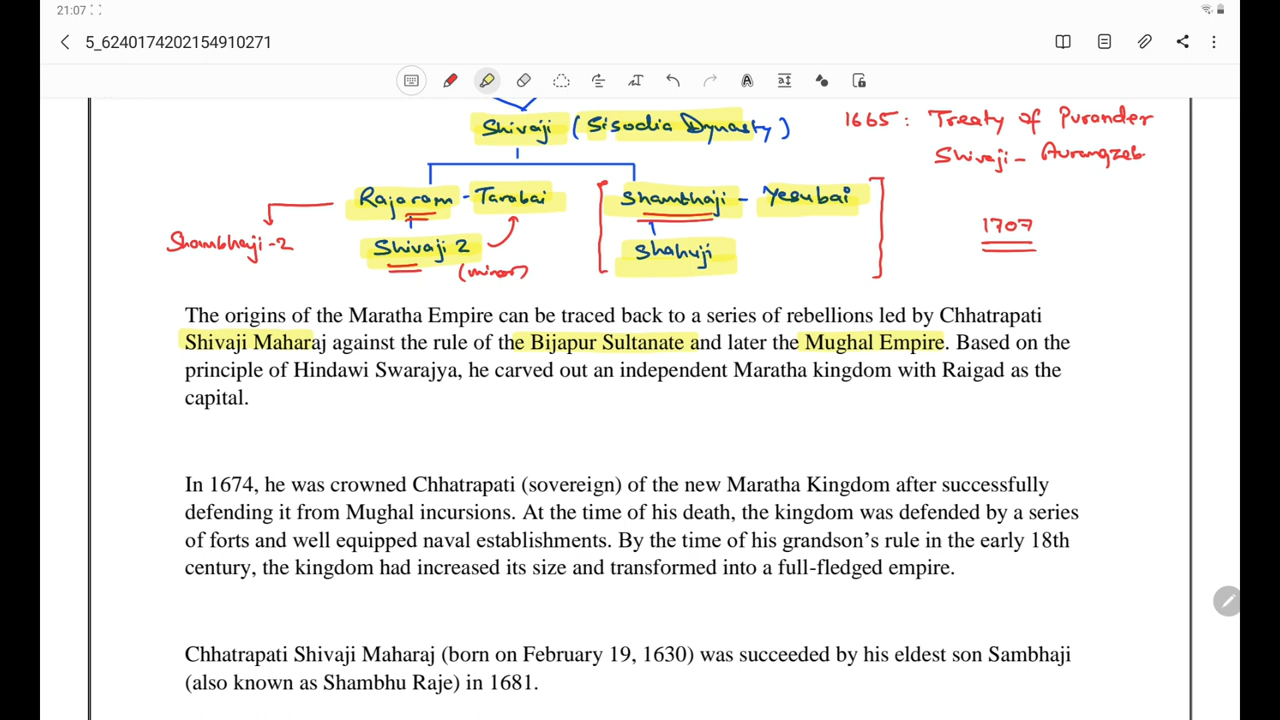 21:07
5_6240174202154910271
Shivaji (Sisodia Dynasty)
1665: Treaty of Purander
Shivaji - Aurangzeb
Rajaram - Tarabai
Shambhaji - Yesubai
Shambhaji-2
Shivaji 2
(minor)
Shahuji
1707
The origins of the Maratha Empire can be traced back to a series of rebellions led by Chhatrapati
Shivaji Maharaj against the rule of the Bijapur Sultanate and later the Mughal Empire. Based on the
principle of Hindawi Swarajya, he carved out an independent Maratha kingdom with Raigad as the
capital.
In 1674, he was crowned Chhatrapati (sovereign) of the new Maratha Kingdom after successfully
defending it from Mughal incursions. At the time of his death, the kingdom was defended by a series
of forts and well equipped naval establishments. By the time of his grandson’s rule in the early 18th
century, the kingdom had increased its size and transformed into a full-fledged empire.
Chhatrapati Shivaji Maharaj (born on February 19, 1630) was succeeded by his eldest son Sambhaji
(also known as Shambhu Raje) in 1681.